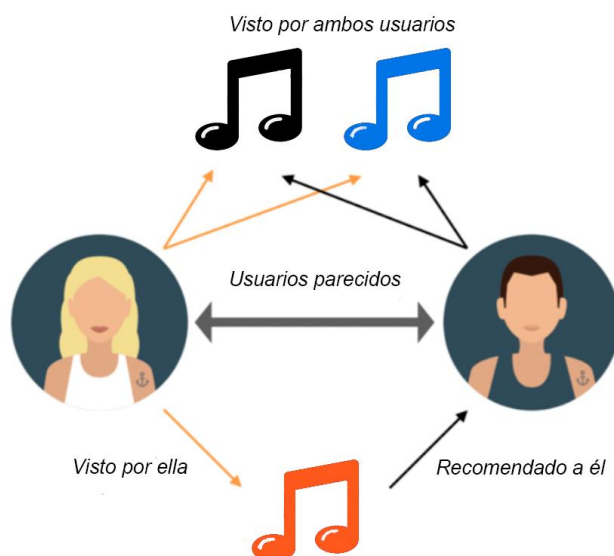 Visto por ambos usuarios
Usuarios parecidos
Visto por ella
Recomendado a él